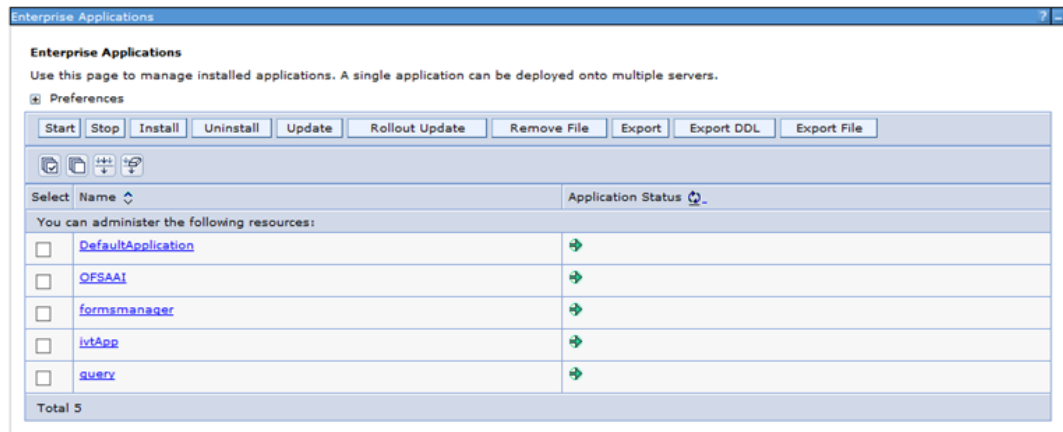 Enterprise Applications ? –
Enterprise Applications
Use this page to manage installed applications. A single application can be deployed onto multiple servers.
+ Preferences
Start Stop Install Uninstall Update Rollout Update Remove File Export Export DDL Export File
Select Name Application Status
You can administer the following resources:
DefaultApplication
OFSAAI
formsmanager
ivtApp
query
Total 5